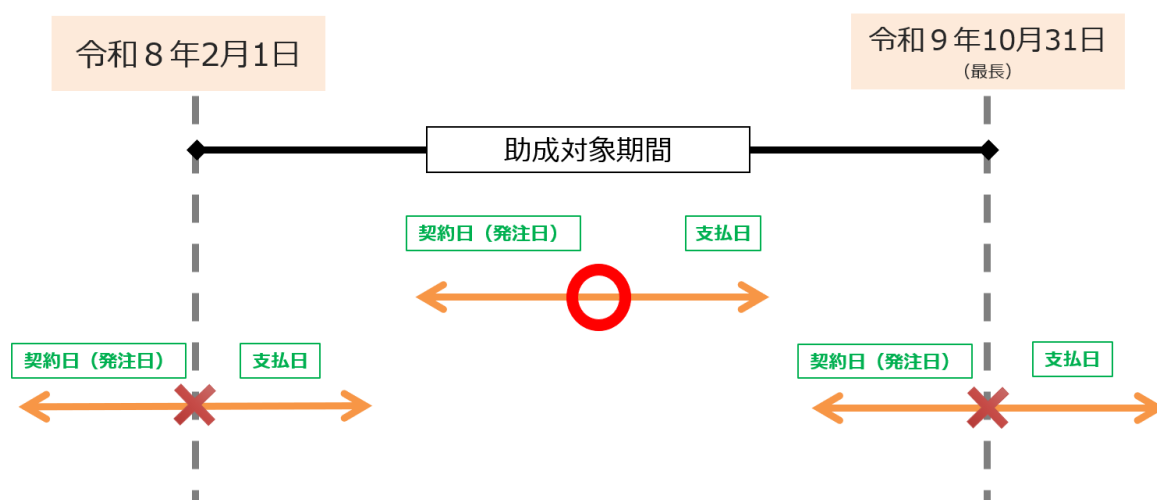 令和８年2月1日
令和９年10月31日
（最長）
助成対象期間
契約日（発注日）
支払日
契約日（発注日）
支払日
契約日（発注日）
支払日